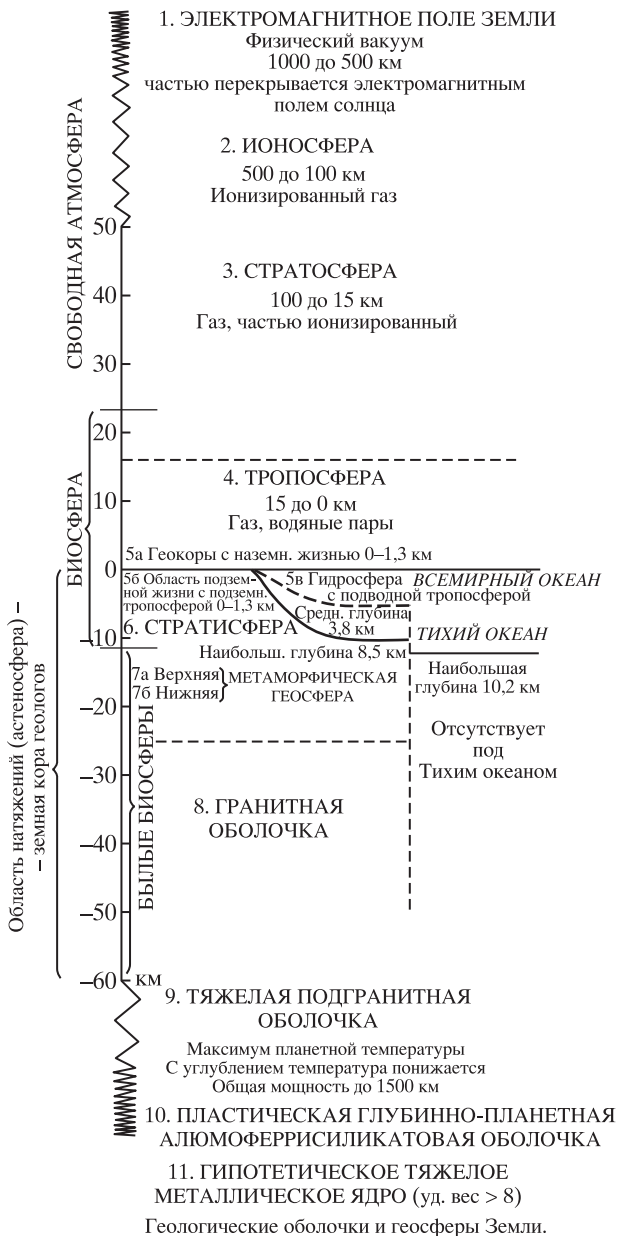 1. ЭЛЕКТРОМАГНИТНОЕ ПОЛЕ ЗЕМЛИ
Физический вакуум
1000 до 500 км
частью перекрывается электромагнитным
полем солнца
СВОБОДНАЯ АТМОСФЕРА
2. ИОНОСФЕРА
500 до 100 км
Ионизированный газ
50
3. СТРАТОСФЕРА
40
100 до 15 км
Газ, частью ионизированный
30
БИОСФЕРА
20
4. ТРОПОСФЕРА
10
15 до 0 км
Газ, водяные пары
5а Геокоры с наземн. жизнью 0–1,3 км
0
5б Область подзем-
ной жизни с подземн.
тропосферой 0–1,3 км
5в Гидросфера
с подводной тропосферой
ВСЕМИРНЫЙ ОКЕАН
Средн. глубина
3,8 км
6. СТРАТИСФЕРА
ТИХИЙ ОКЕАН
–10
Наибольш. глубина 8,5 км
Наибольшая
глубина 10,2 км
7а Верхняя
7б Нижняя
МЕТАМОРФИЧЕСКАЯ
ГЕОСФЕРА
–20
Отсутствует
под
Тихим океаном
Область натяжений (астеносфера) –
– земная кора геологов
БЫЛЫЕ БИОСФЕРЫ
–30
8. ГРАНИТНАЯ
ОБОЛОЧКА
–40
–50
–60 км
9. ТЯЖЕЛАЯ ПОДГРАНИТНАЯ
ОБОЛОЧКА
Максимум планетной температуры
С углублением температура понижается
Общая мощность до 1500 км
10. ПЛАСТИЧЕСКАЯ ГЛУБИННО-ПЛАНЕТНАЯ
АЛЮМОФЕРРИСИЛИКАТОВАЯ ОБОЛОЧКА
11. ГИПОТЕТИЧЕСКОЕ ТЯЖЕЛОЕ
МЕТАЛЛИЧЕСКОЕ ЯДРО (уд. вес > 8)
Геологические оболочки и геосферы Земли.